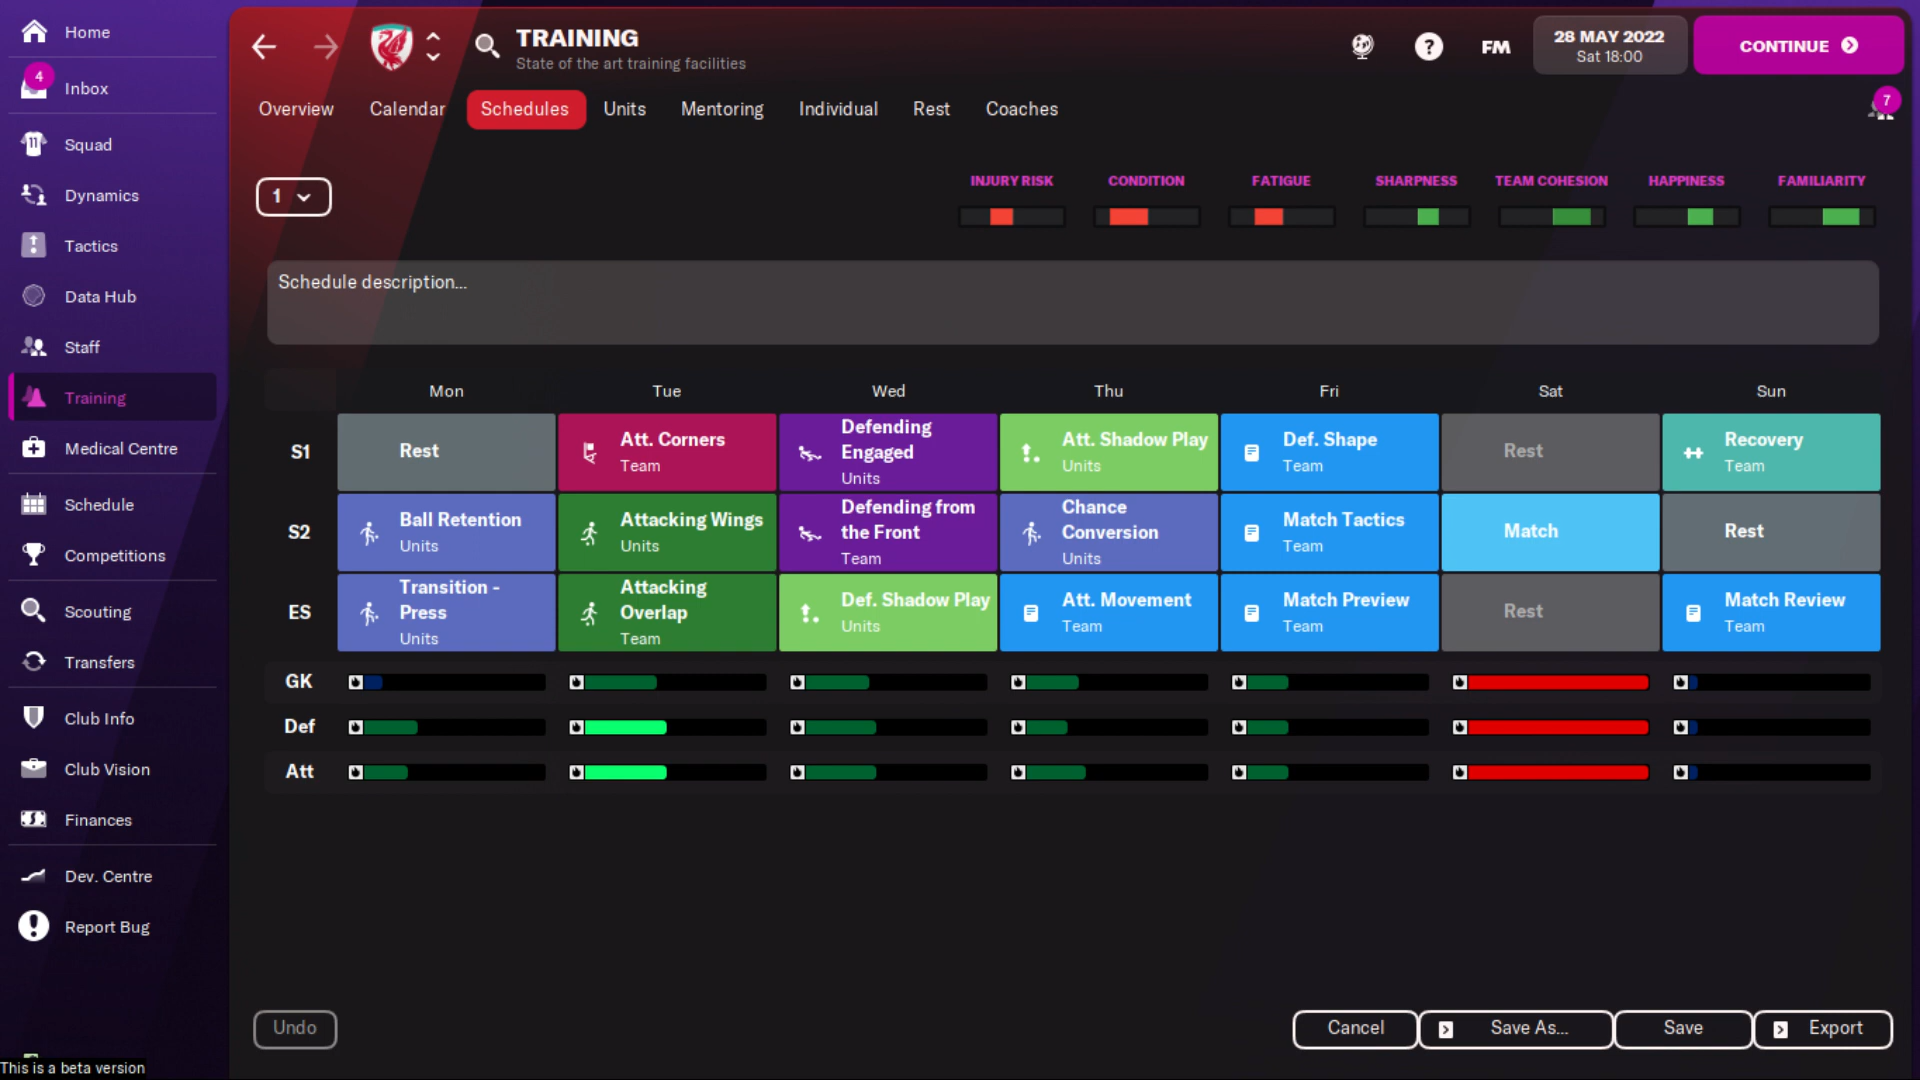 Home
4
Inbox
11
Squad
Dynamics
Tactics
Data Hub
Staff
Training
Medical Centre
Schedule
Competitions
Scouting
Transfers
Club Info
Club Vision
Finances
Dev. Centre
Report Bug
This is a beta version
TRAINING
State of the art training facilities
?
FM
28 MAY 2022
Sat 18:00
CONTINUE
Overview Calendar Schedules Units Mentoring Individual Rest Coaches
7
1
INJURY RISK CONDITION FATIGUE SHARPNESS TEAM COHESION HAPPINESS FAMILIARITY
Schedule description...
Mon Tue Wed Thu Fri Sat Sun
S1
Rest
Att. Corners
Team
Defending
Engaged
Units
Att. Shadow Play
Units
Def. Shape
Team
Rest
Recovery
Team
S2
Ball Retention
Units
Attacking Wings
Units
Defending from
the Front
Team
Chance
Conversion
Units
Match Tactics
Team
Match
Rest
ES
Transition -
Press
Units
Attacking
Overlap
Team
Def. Shadow Play
Units
Att. Movement
Team
Match Preview
Team
Rest
Match Review
Team
GK
Def
Att
Undo
Cancel
Save As...
Save
Export